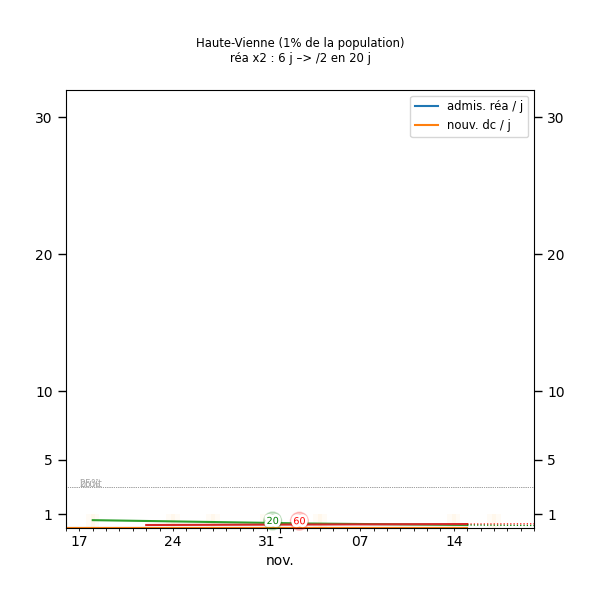 Haute-Vienne (1% de la population)
réa x2 : 6 j –> /2 en 20 j
admis. réa / j
nouv. dc / j
30 30
20 20
10 10
5 5
1 1
20 60
17 24 31 - 07 14
nov.